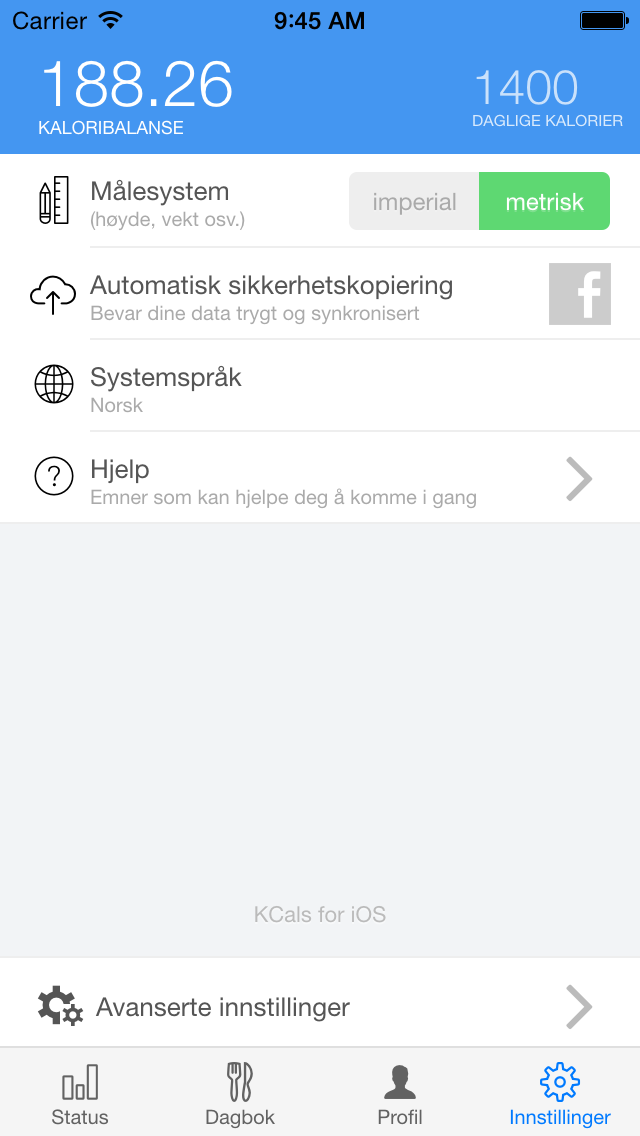 Carrier 9:45 AM
188.26 1400
KALORIBALANSE DAGLIGE KALORIER
Målesystem
(høyde, vekt osv.)
imperial metrisk
Automatisk sikkerhetskopiering
Bevar dine data trygt og synkronisert
f
Systemspråk
Norsk
?
Hjelp
Emner som kan hjelpe deg å komme i gang
KCals for iOS
Avanserte innstillinger
Status Dagbok Profil Innstillinger